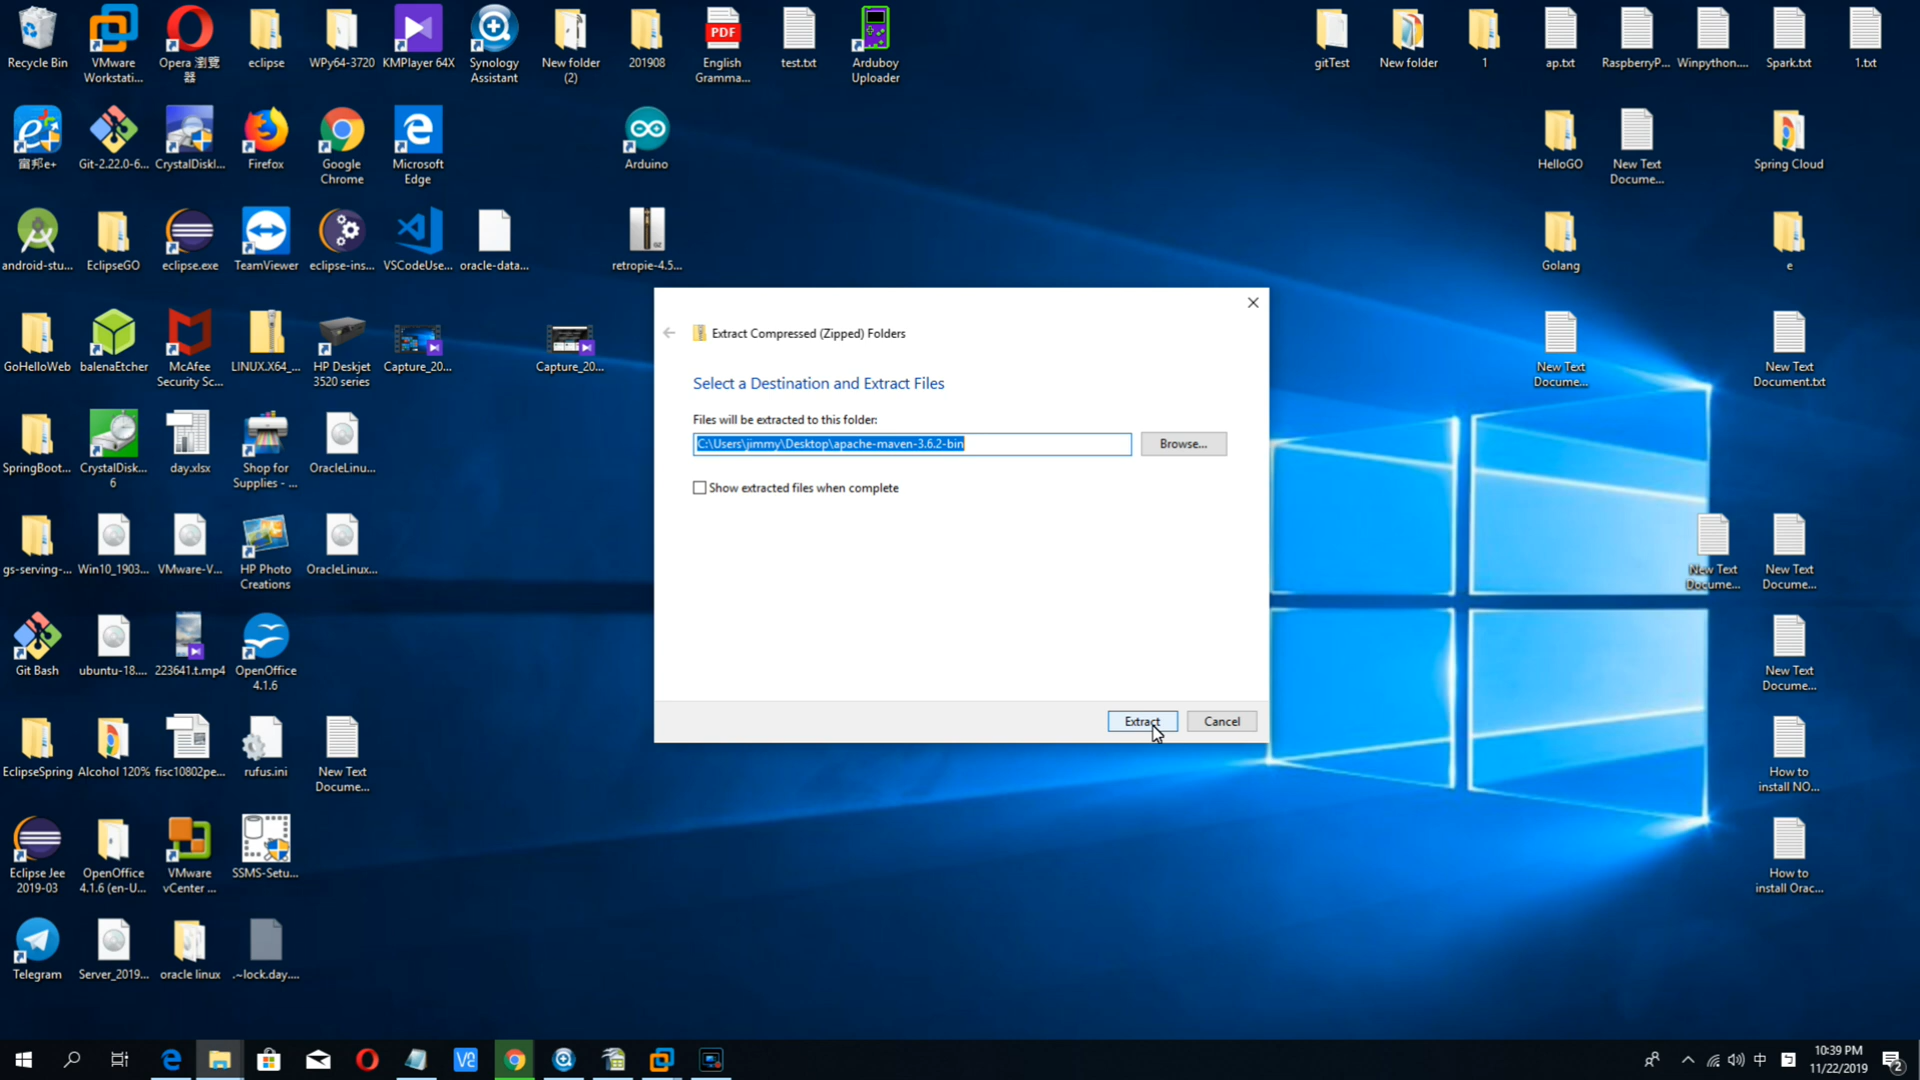 Recycle Bin
VMware
Workstati...
Opera 瀏覽
器
eclipse
WPy64-3720
KMPlayer 64X
Synology
Assistant
New folder
(2)
201908
PDF
English
Gramma...
test.txt
Arduboy
Uploader
gitTest
New folder
1
ap.txt
RaspberryP...
Winpython....
Spark.txt
1.txt
富邦e+
Git-2.22.0-6...
CrystalDiskI...
Firefox
Google
Chrome
Microsoft
Edge
Arduino
HelloGO
New Text
Docume...
Spring Cloud
android-stu...
EclipseGO
eclipse.exe
TeamViewer
eclipse-ins...
VSCodeUse...
oracle-data...
retropie-4.5...
Golang
e
GoHelloWeb
balenaEtcher
McAfee
Security Sc...
LINUX.X64_...
HP Deskjet
3520 series
Capture_20...
Capture_20...
New Text
Docume...
New Text
Document.txt
Extract Compressed (Zipped) Folders
Select a Destination and Extract Files
Files will be extracted to this folder:
C:\Users\jimmy\Desktop\apache-maven-3.6.2-bin
Browse...
Show extracted files when complete
Extract
Cancel
SpringBoot...
CrystalDisk...
6
day.xlsx
Shop for
Supplies - ...
OracleLinu...
gs-serving-...
Win10_1903...
VMware-V...
HP Photo
Creations
OracleLinux...
New Text
Docume...
New Text
Docume...
Git Bash
ubuntu-18....
223641.t.mp4
OpenOffice
4.1.6
New Text
Docume...
EclipseSpring
Alcohol 120%
fisc10802pe...
rufus.ini
New Text
Docume...
How to
install NO...
Eclipse Jee
2019-03
OpenOffice
4.1.6 (en-U...
VMware
vCenter ...
SSMS-Setu...
How to
install Orac...
Telegram
Server_2019...
oracle linux
.~lock.day....
中
10:39 PM
11/22/2019
2